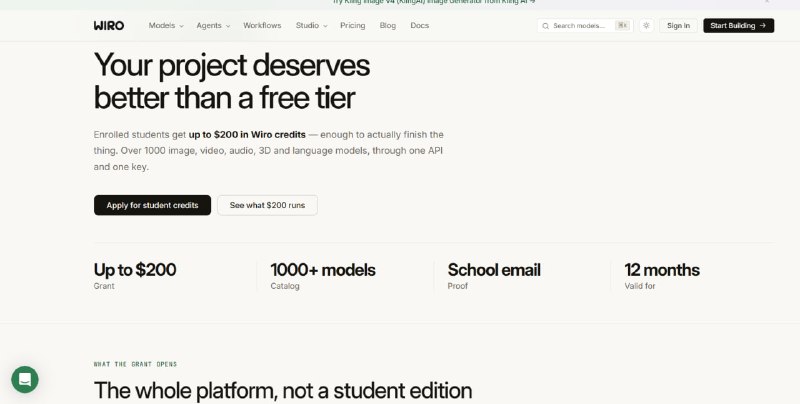 Try Kling Image V4 (KlingAI) Image Generator from Kling AI →
WIRO
Models
Agents
Workflows
Studio
Pricing
Blog
Docs
Search models...
⌘K
Sign In
Start Building →
Your project deserves
better than a free tier
Enrolled students get up to $200 in Wiro credits — enough to actually finish the
thing. Over 1000 image, video, audio, 3D and language models, through one API
and one key.
Apply for student credits
See what $200 runs
Up to $200
Grant
1000+ models
Catalog
School email
Proof
12 months
Valid for
WHAT THE GRANT OPENS
The whole platform, not a student edition